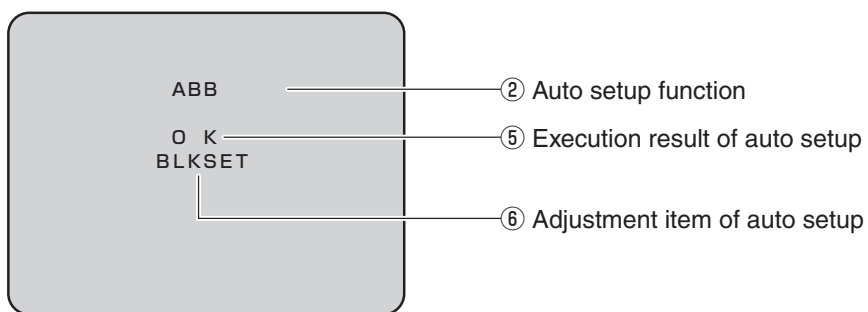 ABB
② Auto setup function
O K
⑤ Execution result of auto setup
BLKSET
⑥ Adjustment item of auto setup